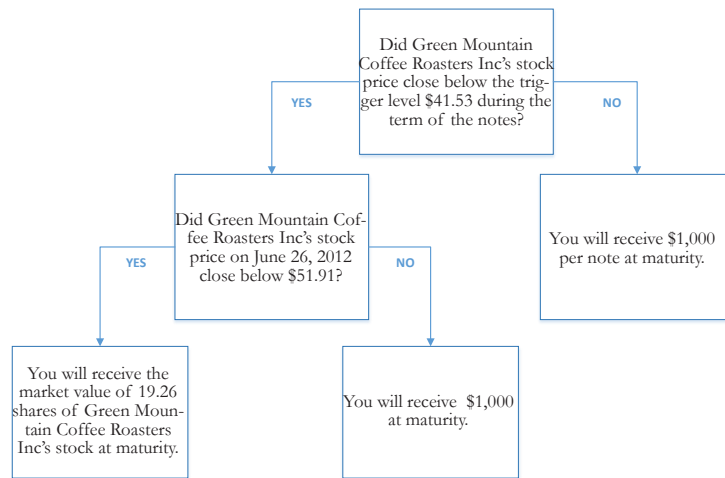 Did Green Mountain
Coffee Roasters Inc's stock
price close below the trig-
ger level $41.53 during the
term of the notes?
YES
NO
Did Green Mountain Cof-
fee Roasters Inc's stock
price on June 26, 2012
close below $51.91?
You will receive $1,000
per note at maturity.
YES
NO
You will receive the
market value of 19.26
shares of Green Moun-
tain Coffee Roasters
Inc's stock at maturity.
You will receive $1,000
at maturity.